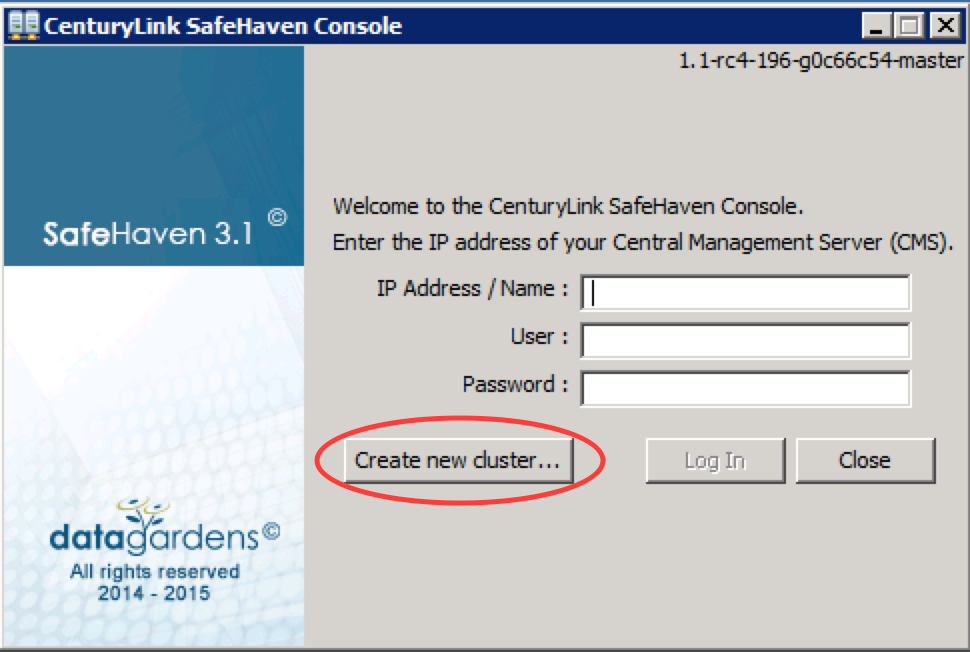 CenturyLink SafeHaven Console
1.1-rc4-196-g0c66c54-master
SafeHaven 3.1 ©
Welcome to the CenturyLink SafeHaven Console.
Enter the IP address of your Central Management Server (CMS).
IP Address / Name :
User :
Password :
Create new cluster...
Log In
Close
datagardens©
All rights reserved
2014 - 2015